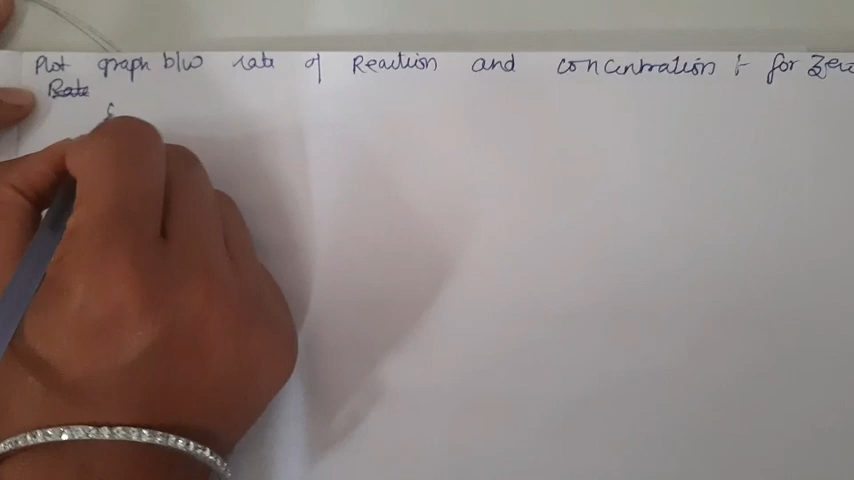 Plot graph b/w rate of Reaction and concentration :- for Zero
Rate